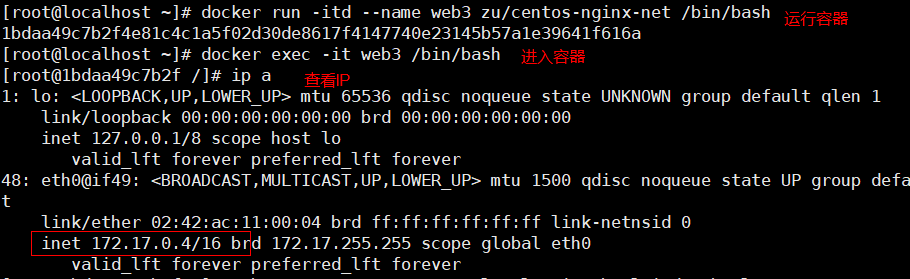 [root@localhost ~]# docker run -itd --name web3 zu/centos-nginx-net /bin/bash 运行容器
1bdaa49c7b2f4e81c4c1a5f02d30de8617f4147740e23145b57a1e39641f616a
[root@localhost ~]# docker exec -it web3 /bin/bash 进入容器
[root@1bdaa49c7b2f /]# ip a 查看IP
1: lo: <LOOPBACK,UP,LOWER_UP> mtu 65536 qdisc noqueue state UNKNOWN group default qlen 1
link/loopback 00:00:00:00:00:00 brd 00:00:00:00:00:00
inet 127.0.0.1/8 scope host lo
valid_lft forever preferred_lft forever
48: eth0@if49: <BROADCAST,MULTICAST,UP,LOWER_UP> mtu 1500 qdisc noqueue state UP group defa
t
link/ether 02:42:ac:11:00:04 brd ff:ff:ff:ff:ff:ff link-netnsid 0
inet 172.17.0.4/16 brd 172.17.255.255 scope global eth0
valid_lft forever preferred_lft forever